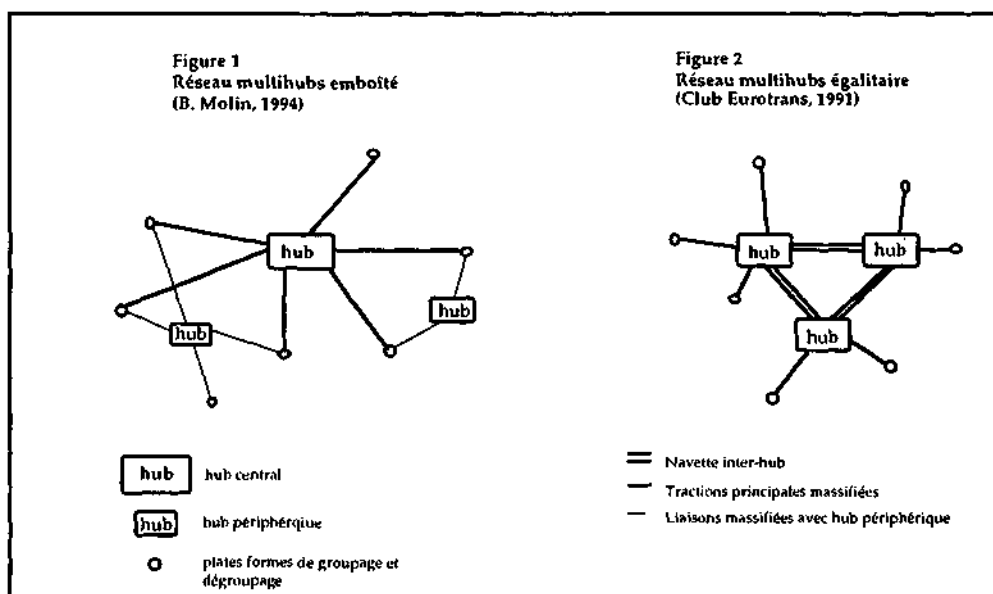 Figure 1
Réseau multihubs emboîté
(B. Molin, 1994)
hub
hub
hub
hub hub central
hub hub périphérqiue
plates formes de groupage et
dégroupage
Figure 2
Réseau multihubs égalitaire
(Club Eurotrans, 1991)
hub
hub
hub
Navette inter-hub
Tractions principales massifiées
Liaisons massifiées avec hub périphérique